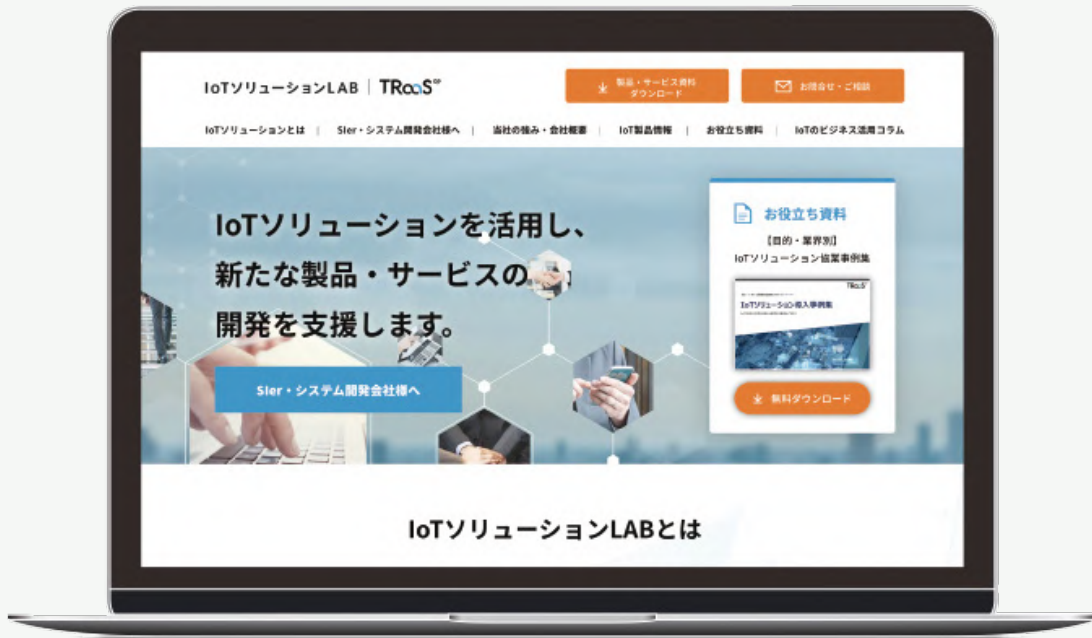 IoTソリューションLAB | TRaaS
製品・サービス資料
ダウンロード
お問合せ・ご相談
IoTソリューションとは | SIer・システム開発会社様へ | 当社の強み・会社概要 | IoT製品情報 | お役立ち資料 | IoTのビジネス活用コラム
IoTソリューションを活用し、
新たな製品・サービスの
開発を支援します。
SIer・システム開発会社様へ
お役立ち資料
【目的・業界別】
IoTソリューション協業事例集
TRaaS
IoTソリューション導入事例集
無料ダウンロード
IoTソリューションLABとは